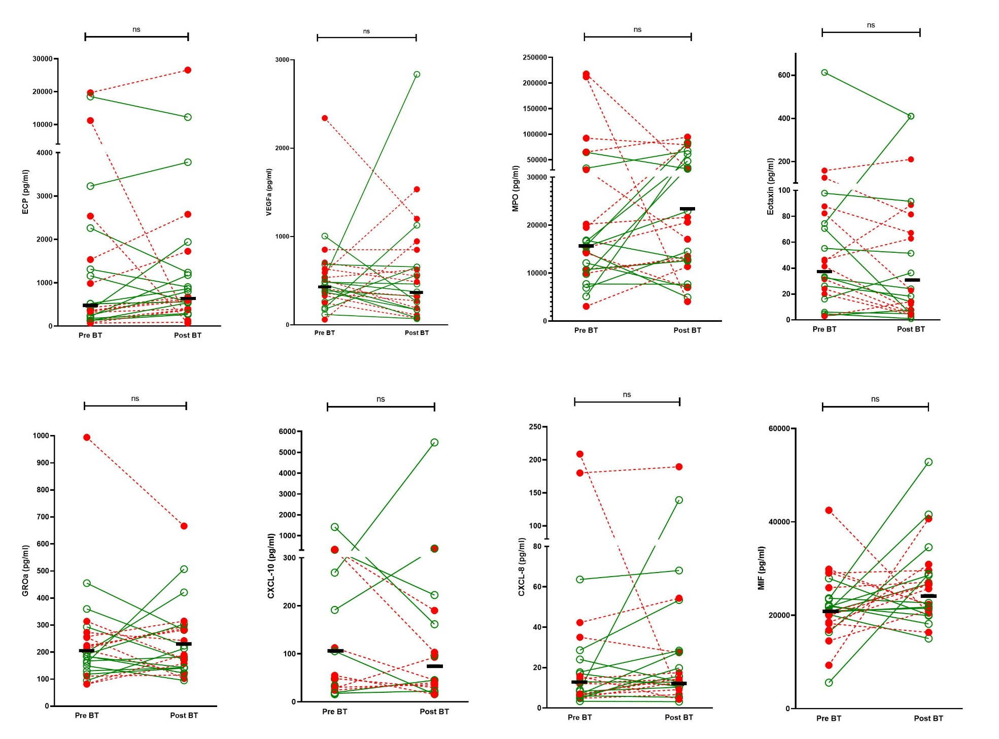 ns
ns
ns
ns
30000
20000
10000
4000
3000
2000
1000
0
ECP (pg/ml)
Pre BT
Post BT
3000
2000
1000
0
VEGFa (pg/ml)
Pre BT
Post BT
250000
200000
150000
100000
50000
30000
20000
10000
0
MPO (pg/ml)
Pre BT
Post BT
600
400
200
100
80
60
40
20
0
Eotaxin (pg/ml)
Pre BT
Post BT
ns
ns
ns
ns
1000
900
800
700
600
500
400
300
200
100
0
GROa (pg/ml)
Pre BT
Post BT
6000
5000
4000
3000
2000
1000
300
200
100
0
CXCL-10 (pg/ml)
Pre BT
Post BT
250
200
150
100
80
60
40
20
0
CXCL-8 (pg/ml)
Pre BT
Post BT
60000
40000
20000
0
MIF (pg/ml)
Pre BT
Post BT